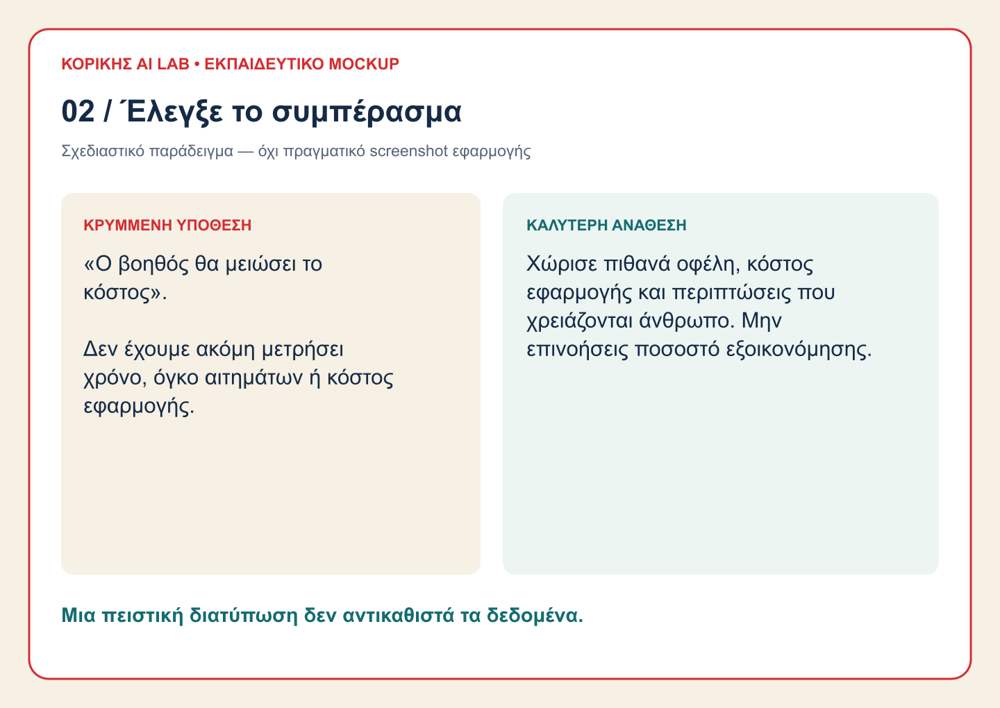 ΚΟΡΙΚΗΣ AI LAB • ΕΚΠΑΙΔΕΥΤΙΚΟ MOCKUP
02 / Έλεγξε το συμπέρασμα
Σχεδιαστικό παράδειγμα — όχι πραγματικό screenshot εφαρμογής
ΚΡΥΜΜΕΝΗ ΥΠΟΘΕΣΗ
«Ο βοηθός θα μειώσει το
κόστος».
Δεν έχουμε ακόμη μετρήσει
χρόνο, όγκο αιτημάτων ή κόστος
εφαρμογής.
ΚΑΛΥΤΕΡΗ ΑΝΑΘΕΣΗ
Χώρισε πιθανά οφέλη, κόστος
εφαρμογής και περιπτώσεις που
χρειάζονται άνθρωπο. Μην
επινοήσεις ποσοστό εξοικονόμησης.
Μια πειστική διατύπωση δεν αντικαθιστά τα δεδομένα.